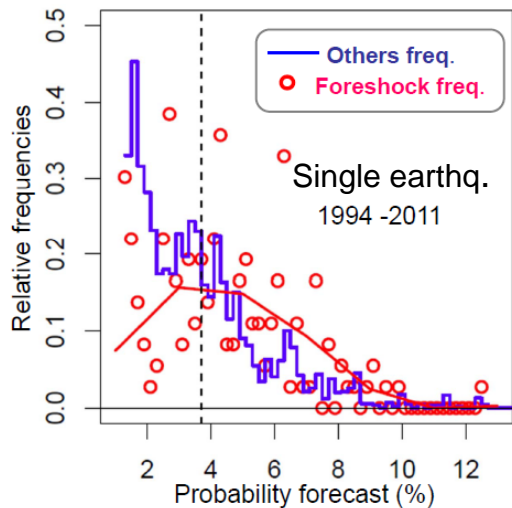 Others freq.
Foreshock freq.
Single earthq.
1994 -2011
Relative frequencies
0.5
0.4
0.3
0.2
0.1
0.0
2 4 6 8 10 12
Probability forecast (%)